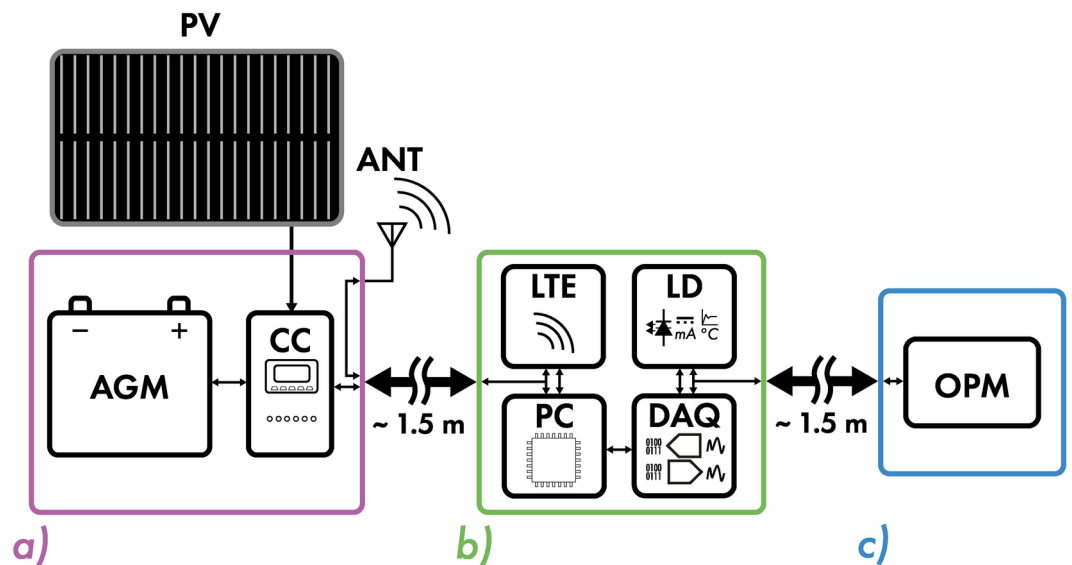 PV
ANT
− +
AGM
CC
~ 1.5 m
LTE
LD
mA °C
PC
DAQ
0100
0111
0100
0111
~ 1.5 m
OPM
a)
b)
c)